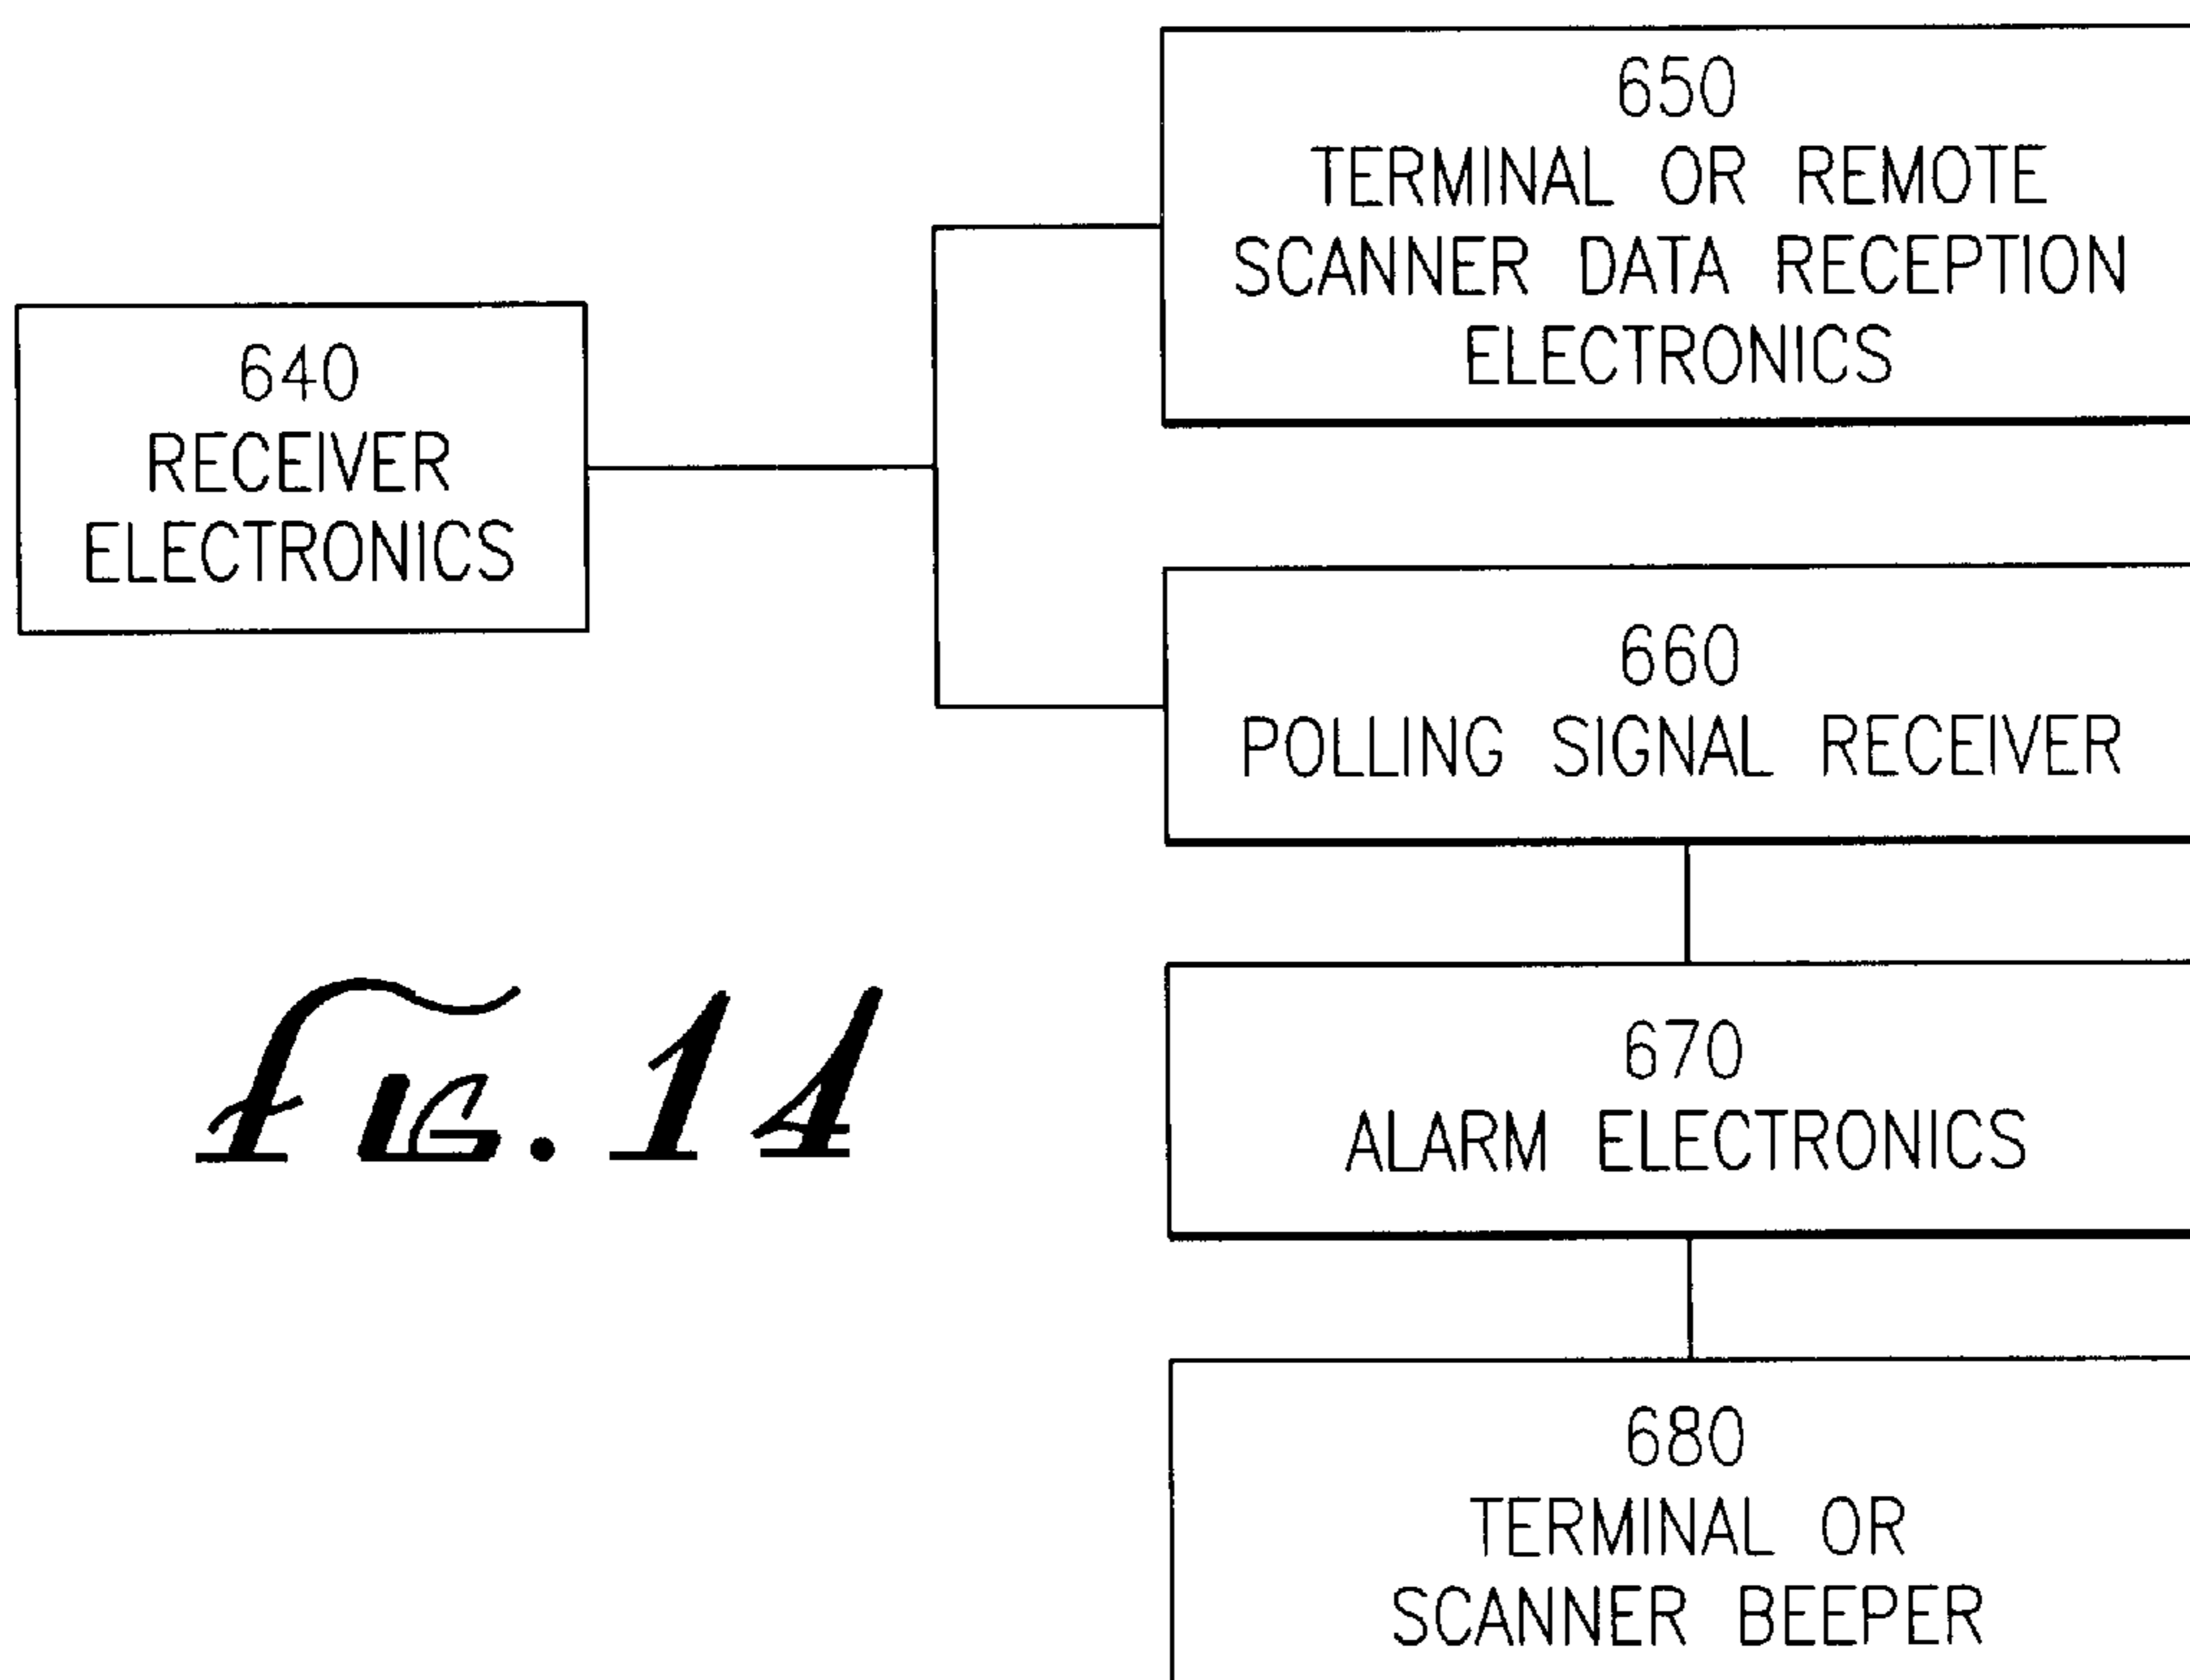 650
TERMINAL OR REMOTE
SCANNER DATA RECEPTION
ELECTRONICS
640
RECEIVER
ELECTRONICS
660
POLLING SIGNAL RECEIVER
670
ALARM ELECTRONICS
FIG. 14
680
TERMINAL OR
SCANNER BEEPER